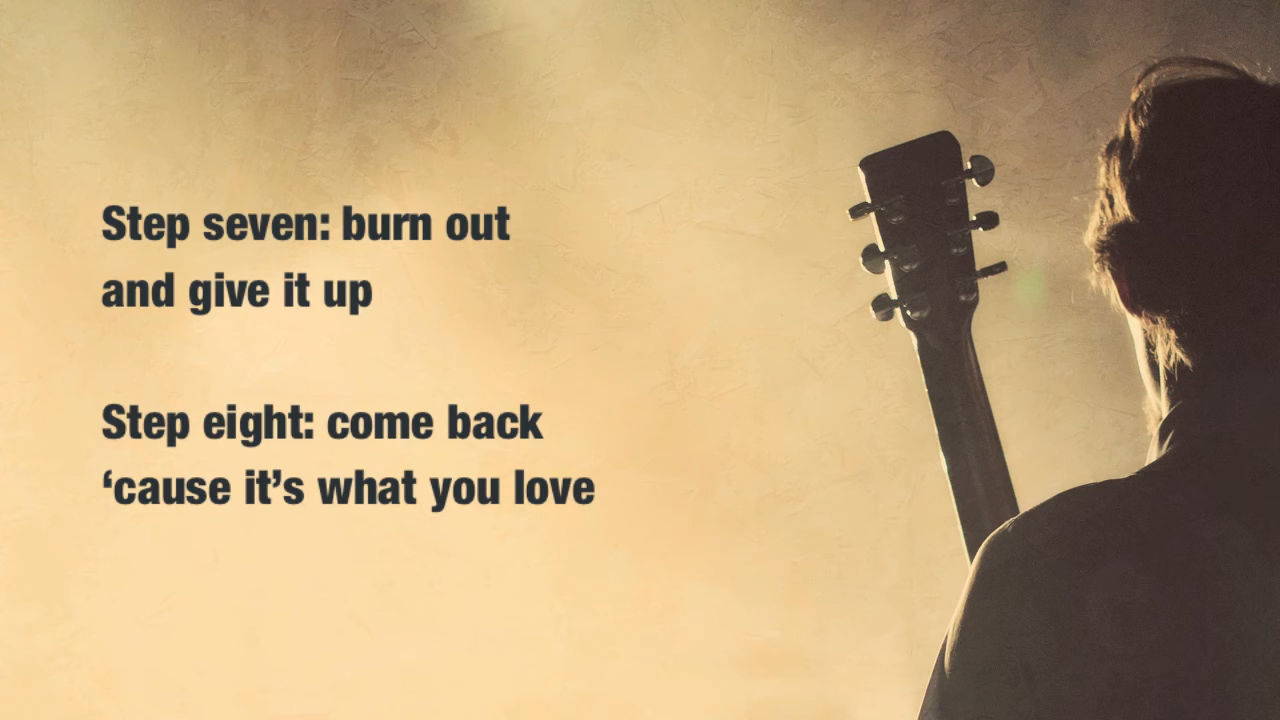 Step seven: burn out
and give it up
Step eight: come back
‘cause it’s what you love